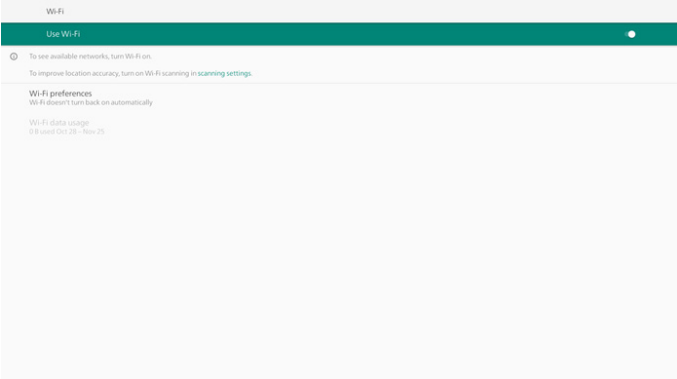 Wi-Fi
Use Wi-Fi
To see available networks, turn Wi-Fi on.
To improve location accuracy, turn on Wi-Fi scanning in scanning settings.
Wi-Fi preferences
Wi-Fi doesn't turn back on automatically
Wi-Fi data usage
0 B used Oct 28 – Nov 25